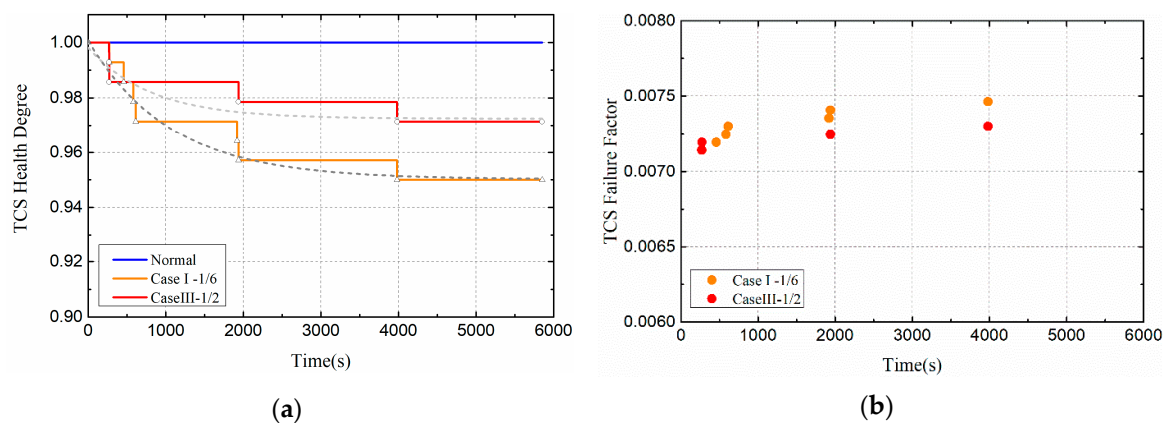 1.00
0.98
0.96
0.94
0.92
0.90
TCS Health Degree
Normal
Case I -1/6
CaseIII-1/2
0 1000 2000 3000 4000 5000 6000
Time(s)
(a)
0.0080
0.0075
0.0070
0.0065
0.0060
TCS Failure Factor
Case I -1/6
CaseIII-1/2
0 1000 2000 3000 4000 5000 6000
Time(s)
(b)